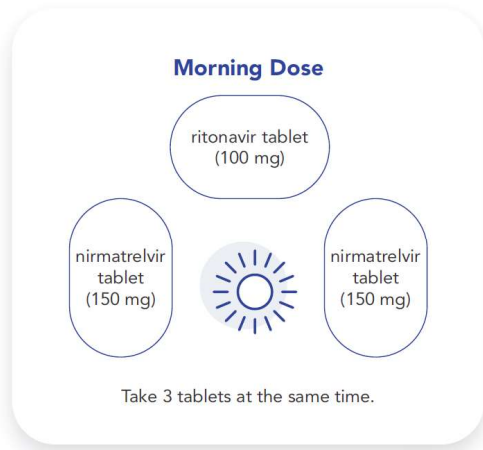 Morning Dose
ritonavir tablet
(100 mg)
nirmatrelvir
tablet
(150 mg)
nirmatrelvir
tablet
(150 mg)
Take 3 tablets at the same time.